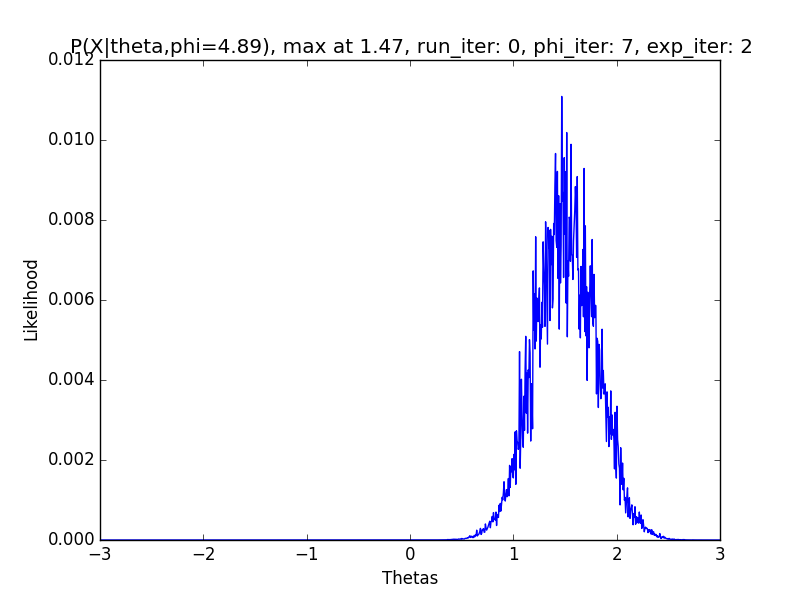 P(X|theta,phi=4.89), max at 1.47, run_iter: 0, phi_iter: 7, exp_iter: 2
0.012
0.010
0.008
0.006
0.004
0.002
0.000
Likelihood
−3 −2 −1 0 1 2 3
Thetas